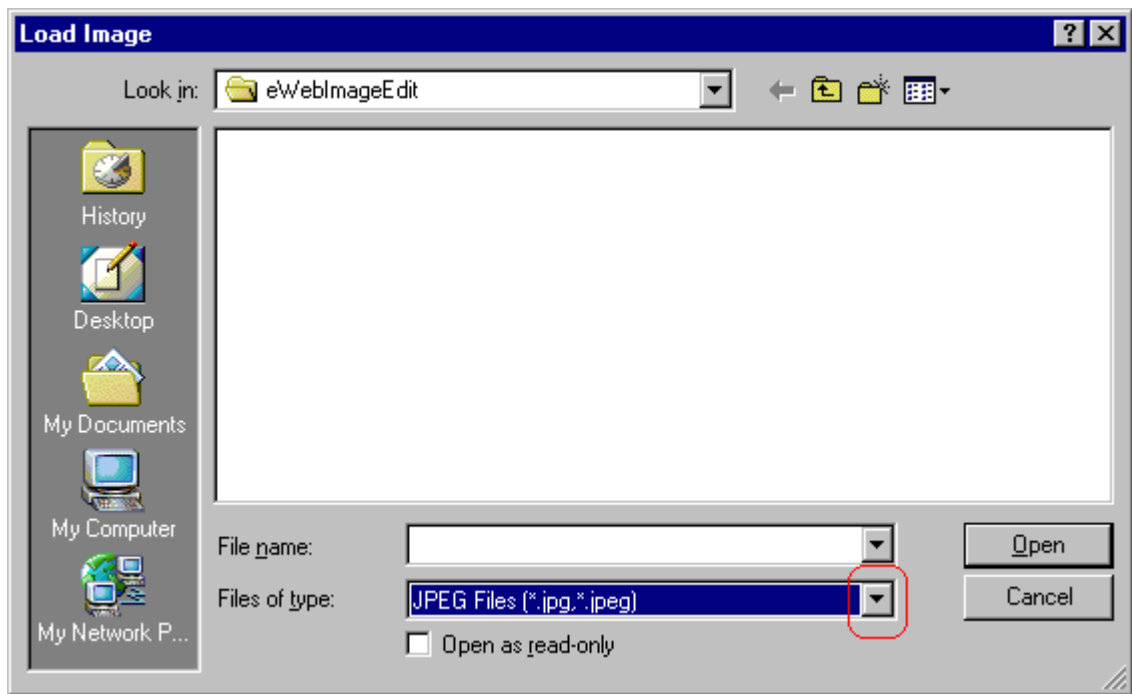 Load Image
Look in: eWebImageEdit
History
Desktop
My Documents
My Computer
My Network P...
File name:
Open
Files of type: JPEG Files (*.jpg,*.jpeg)
Cancel
Open as read-only